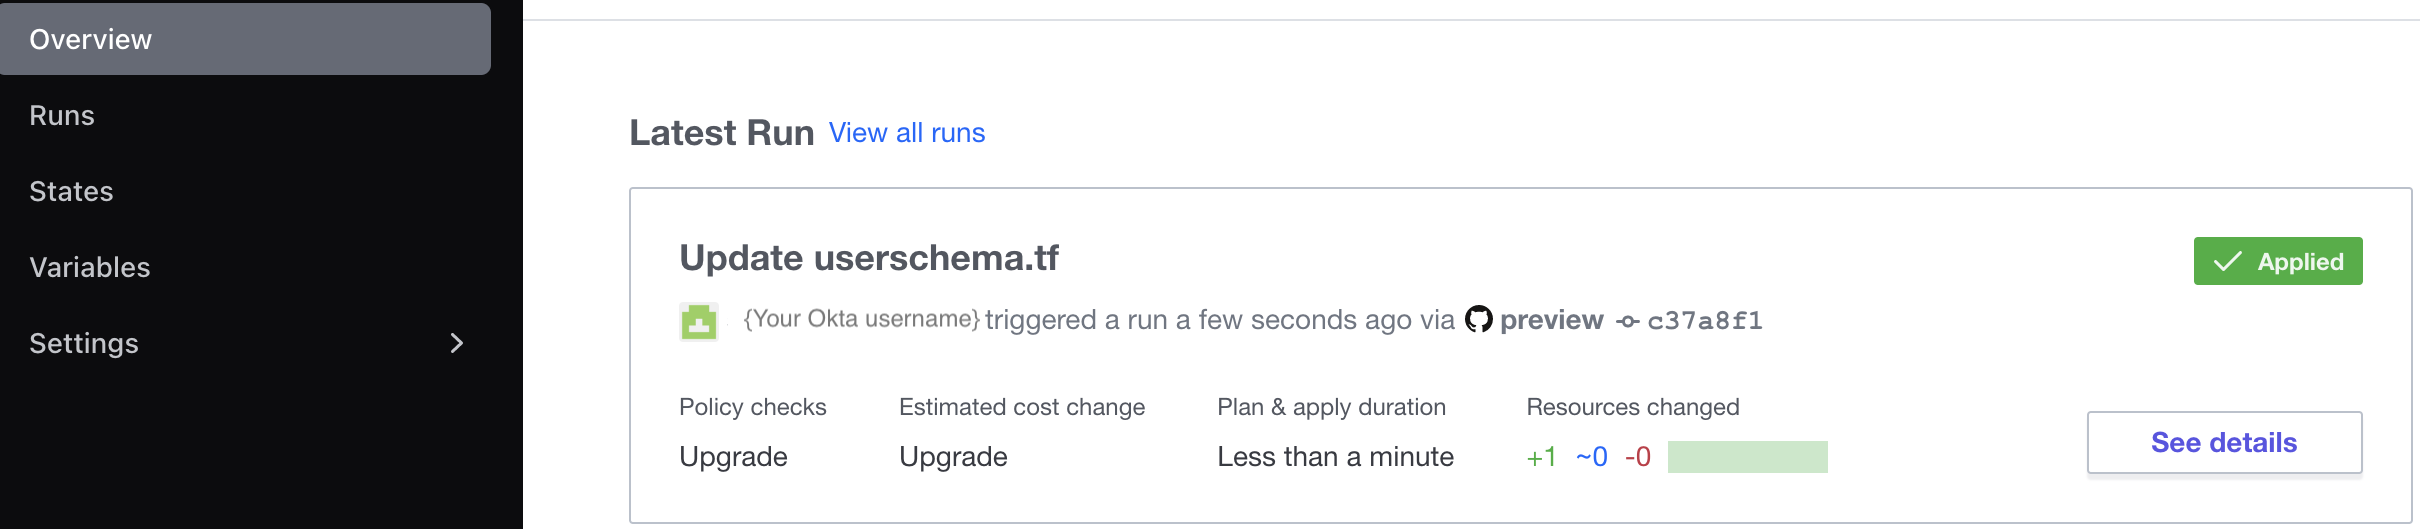 Overview
Runs
States
Variables
Settings
Latest Run View all runs
Update userschema.tf
Applied
{Your Okta username} triggered a run a few seconds ago via preview c37a8f1
Policy checks Estimated cost change Plan & apply duration Resources changed
Upgrade Upgrade Less than a minute +1 ~0 -0
See details